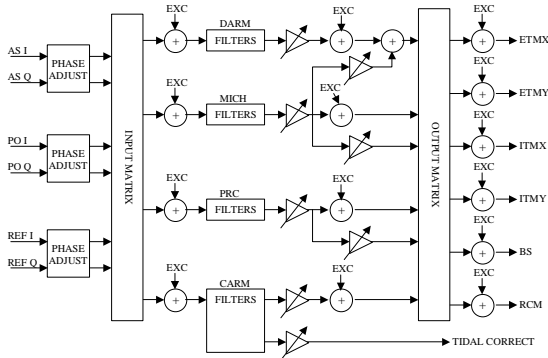 EXC
DARM
FILTERS
EXC
EXC
ETMX
AS I
AS Q
PHASE
ADJUST
EXC
MICH
FILTERS
EXC
EXC
ETMY
PO I
PO Q
PHASE
ADJUST
INPUT MATRIX
OUTPUT MATRIX
EXC
ITMX
EXC
PRC
FILTERS
EXC
EXC
ITMY
REF I
REF Q
PHASE
ADJUST
EXC
BS
EXC
CARM
FILTERS
EXC
EXC
RCM
TIDAL CORRECT